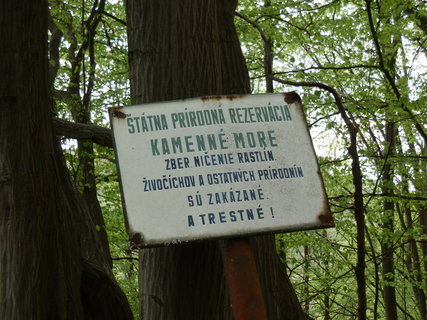 ŠTÁTNA PRÍRODNÁ REZERVÁCIA
KAMENNÉ MORE
ZBER NIČENIE RASTLÍN.
ŽIVOČÍCHOV A OSTATNÝCH PRÍRODNÍN
SÚ ZAKÁZANÉ.
A TRESTNÉ !